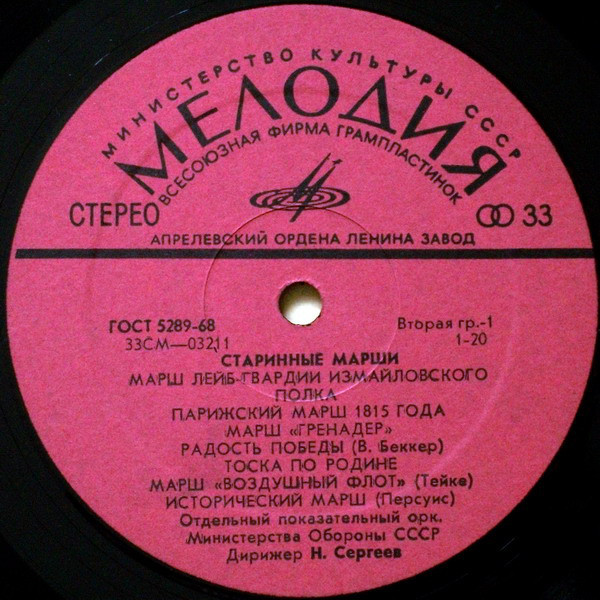 МИНИСТЕРСТВО КУЛЬТУРЫ СССР
МЕЛОДИЯ
ВСЕСОЮЗНАЯ ФИРМА ГРАМПЛАСТИНОК
СТЕРЕО 33
АПРЕЛЕВСКИЙ ОРДЕНА ЛЕНИНА ЗАВОД
ГОСТ 5289-68 Вторая гр.-1
33СМ—03211 1-20
СТАРИННЫЕ МАРШИ
МАРШ ЛЕЙБ-ГВАРДИИ ИЗМАЙЛОВСКОГО
ПОЛКА
ПАРИЖСКИЙ МАРШ 1815 ГОДА
МАРШ «ГРЕНАДЕР»
РАДОСТЬ ПОБЕДЫ (В. Беккер)
ТОСКА ПО РОДИНЕ
МАРШ «ВОЗДУШНЫЙ ФЛОТ» (Тейке)
ИСТОРИЧЕСКИЙ МАРШ (Персуис)
Отдельный показательный орк.
Министерства Обороны СССР
Дирижер Н. Сергеев